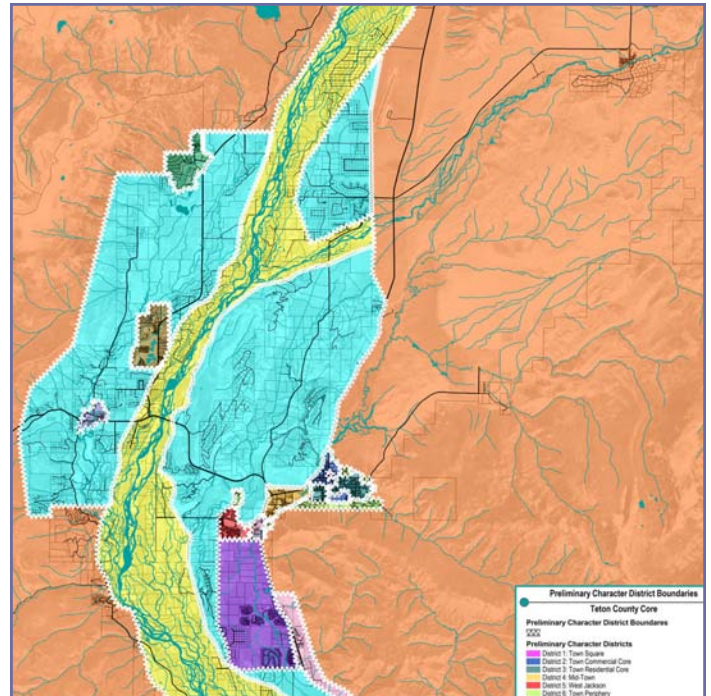 Preliminary Character District Boundaries
Teton County Core
Preliminary Character District Boundares
Preliminary Character Districts
District 1: Town Square
District 2: Town Commercial Core
District 3: Town Residential Core
District 4: Mid-Town
District 5: West Jackson
District 6: Town Periphery